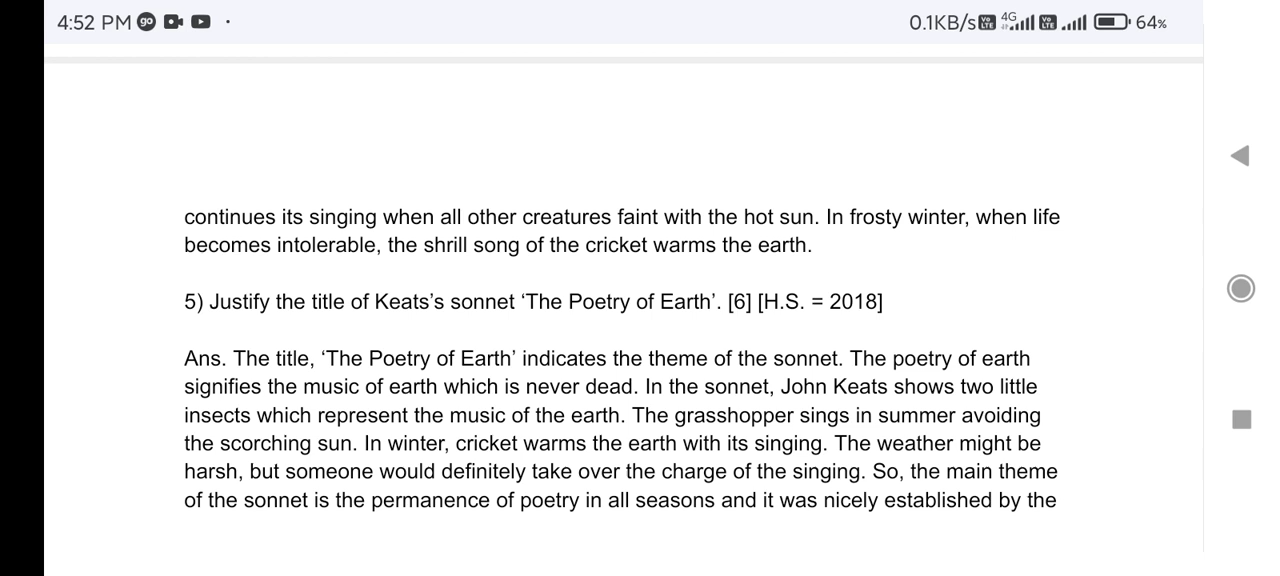 4:52 PM go
0.1KB/s Vo LTE 4G Vo LTE 64%
continues its singing when all other creatures faint with the hot sun. In frosty winter, when life
becomes intolerable, the shrill song of the cricket warms the earth.
5) Justify the title of Keats’s sonnet ‘The Poetry of Earth’. [6] [H.S. = 2018]
Ans. The title, ‘The Poetry of Earth’ indicates the theme of the sonnet. The poetry of earth
signifies the music of earth which is never dead. In the sonnet, John Keats shows two little
insects which represent the music of the earth. The grasshopper sings in summer avoiding
the scorching sun. In winter, cricket warms the earth with its singing. The weather might be
harsh, but someone would definitely take over the charge of the singing. So, the main theme
of the sonnet is the permanence of poetry in all seasons and it was nicely established by the